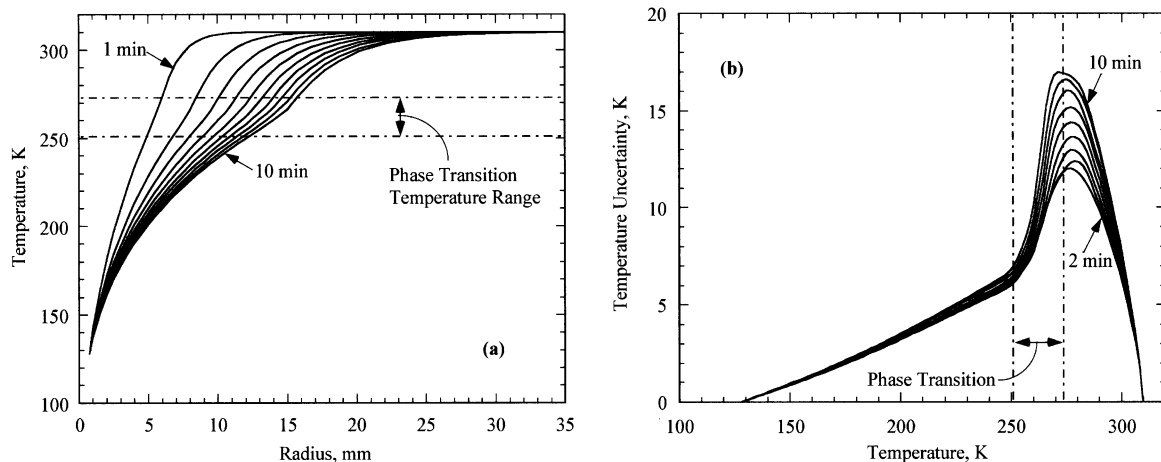 300
250
200
150
100
0
5
10
15
20
25
30
35
Temperature, K
Radius, mm
1 min
10 min
Phase Transition
Temperature Range
(a)
20
15
10
5
0
100
150
200
250
300
Temperature Uncertainty, K
Temperature, K
(b)
10 min
2 min
Phase Transition